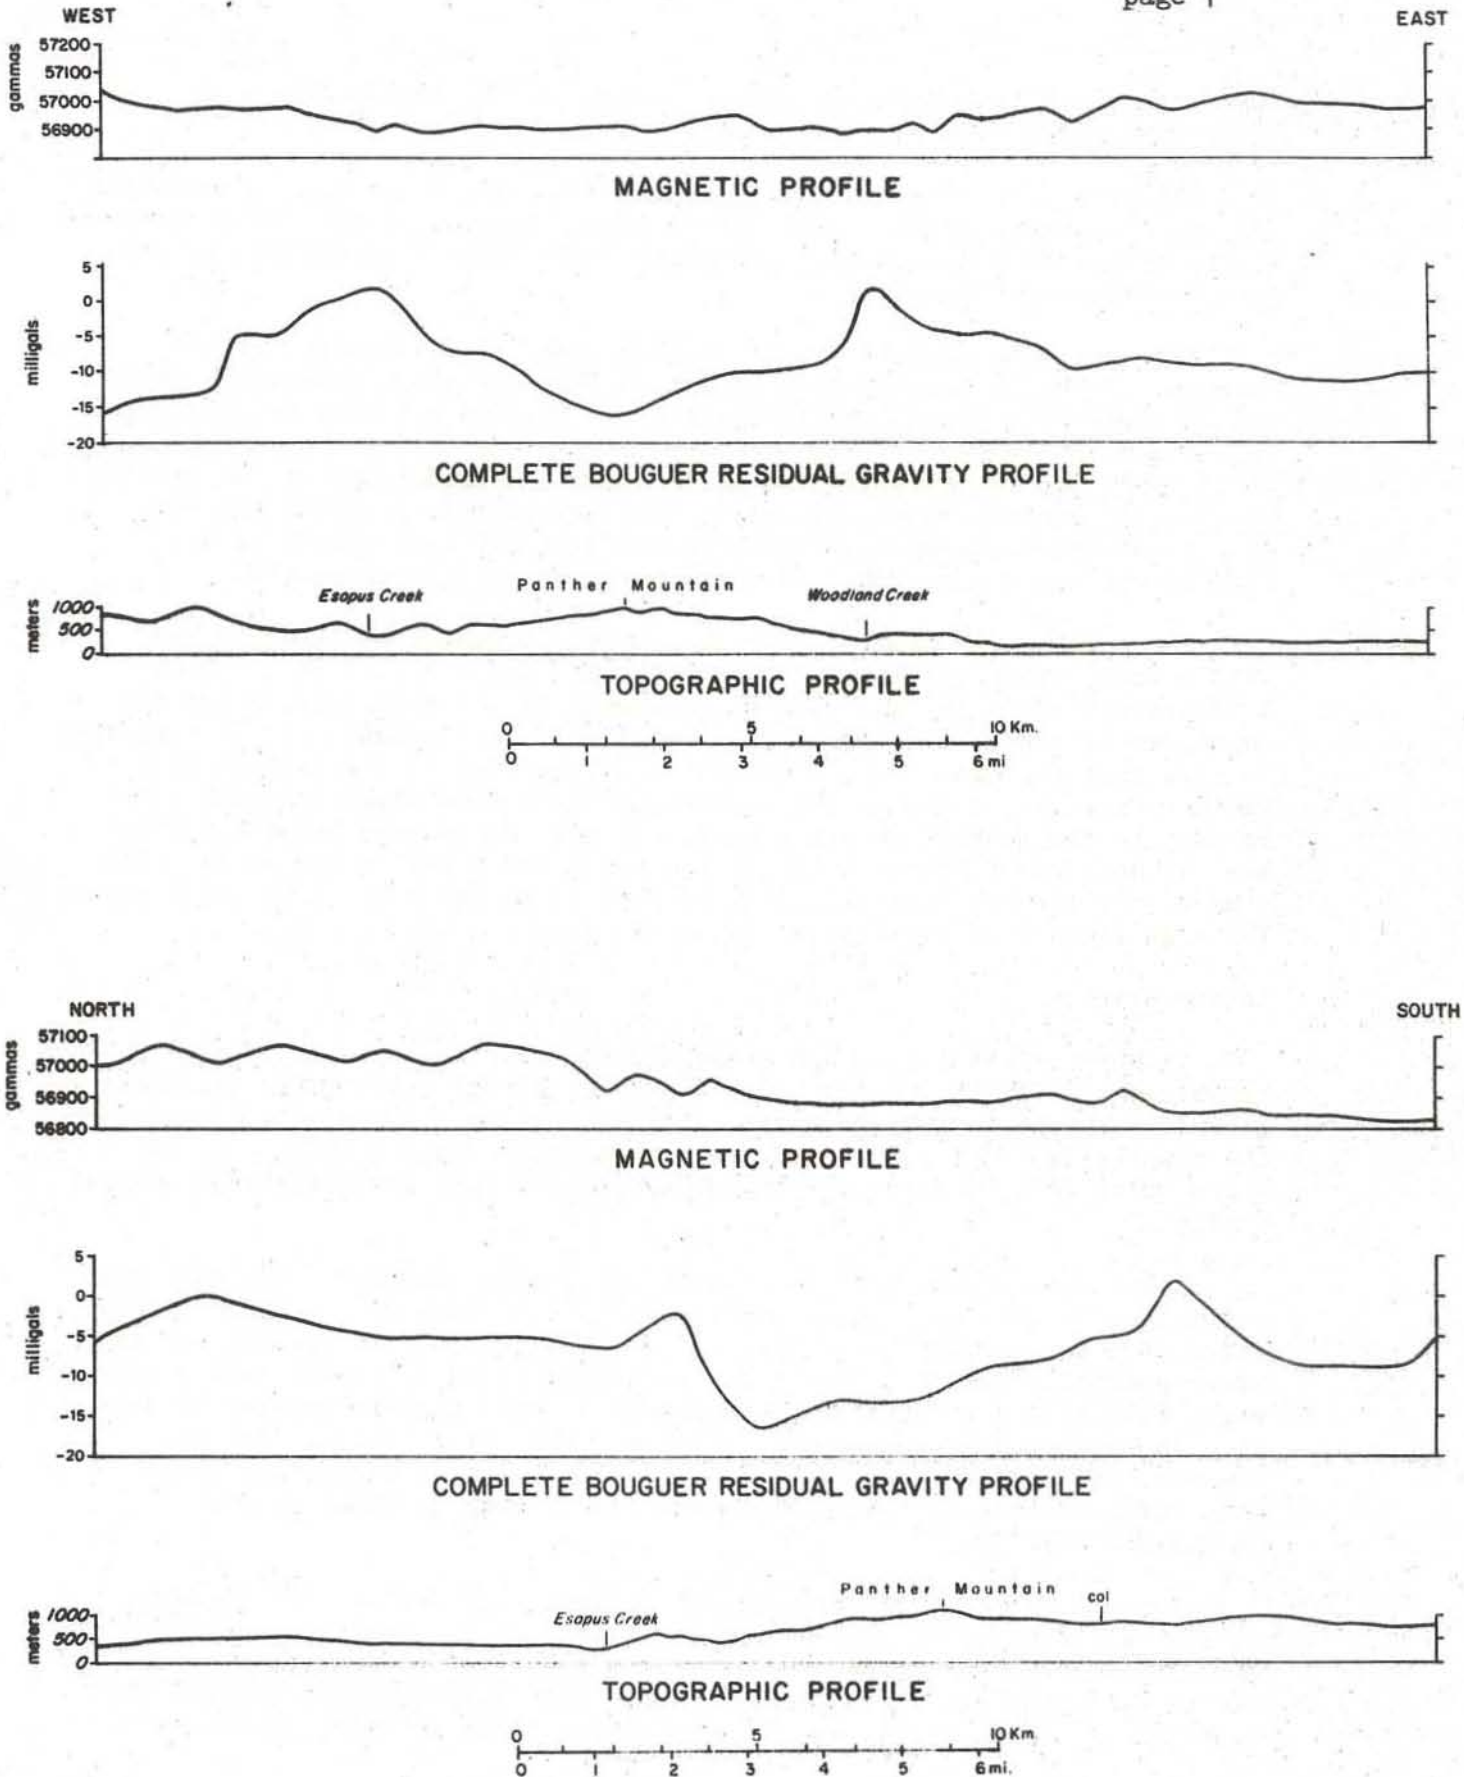 page
WEST
EAST
gammas
57200
57100
57000
56900
MAGNETIC PROFILE
milligals
5
0
-5
-10
-15
-20
COMPLETE BOUGUER RESIDUAL GRAVITY PROFILE
meters
1000
500
0
Esopus Creek
Panther Mountain
Woodland Creek
TOPOGRAPHIC PROFILE
0 5 10 Km.
0 1 2 3 4 5 6 mi
NORTH
SOUTH
gammas
57100
57000
56900
56800
MAGNETIC PROFILE
milligals
5
0
-5
-10
-15
-20
COMPLETE BOUGUER RESIDUAL GRAVITY PROFILE
meters
1000
500
0
Esopus Creek
Panther Mountain
col
TOPOGRAPHIC PROFILE
0 5 10 Km.
0 1 2 3 4 5 6 mi.